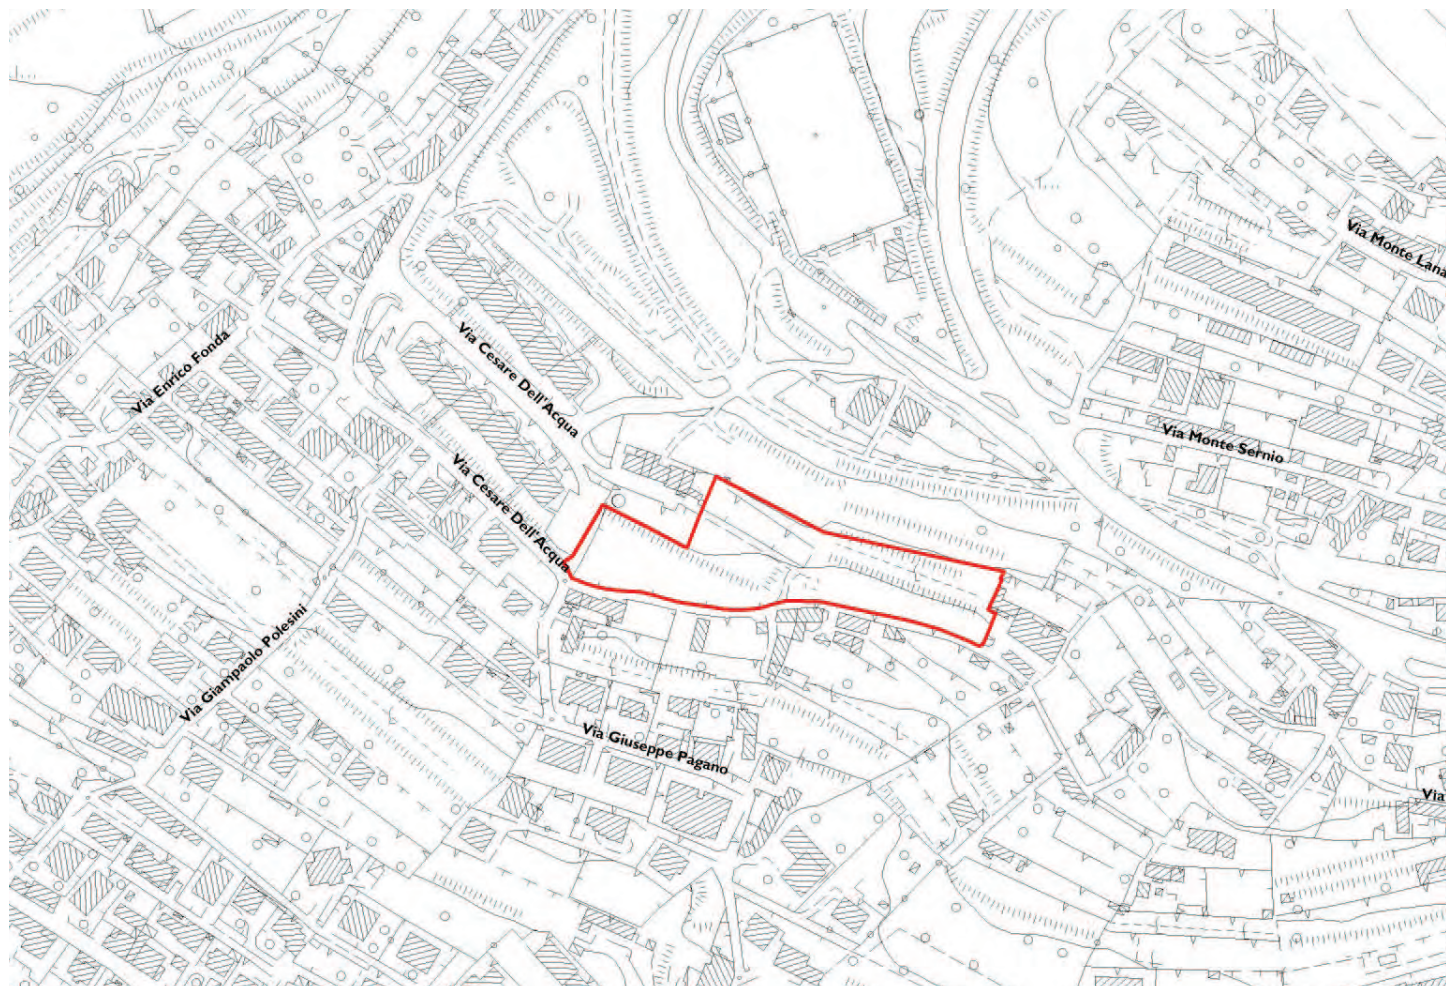 Via Monte Lana
Via Enrico Fonda
Via Cesare Dell'Acqua
Via Monte Sernio
Via Cesare Dell'Acqua
Via Giampaolo Polesini
Via Giuseppe Pagano
Via